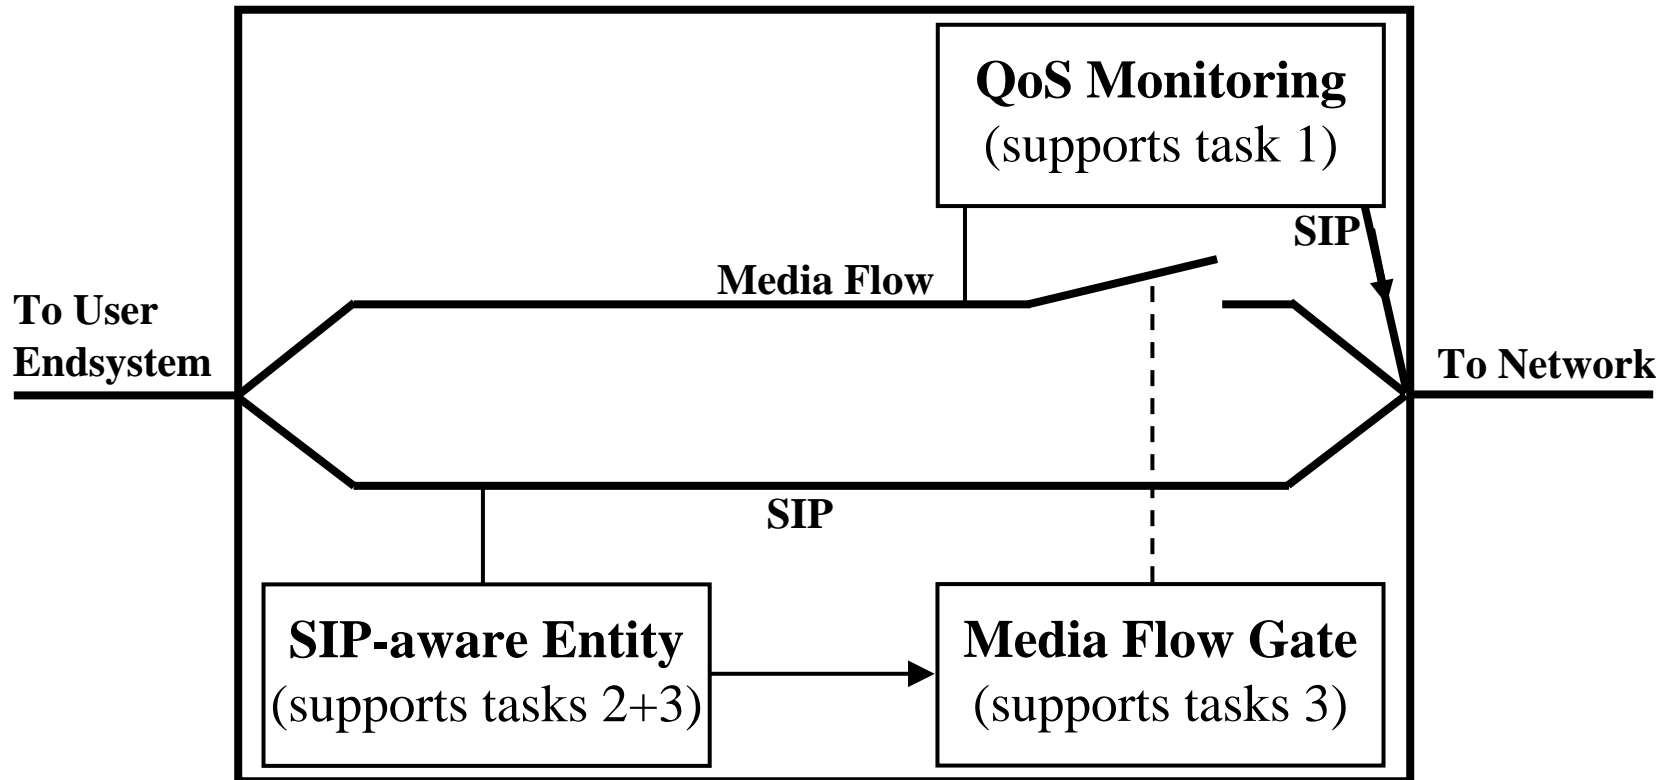 QoS Monitoring
(supports task 1)
SIP
Media Flow
To User
Endsystem
To Network
SIP
SIP-aware Entity
(supports tasks 2+3)
Media Flow Gate
(supports tasks 3)